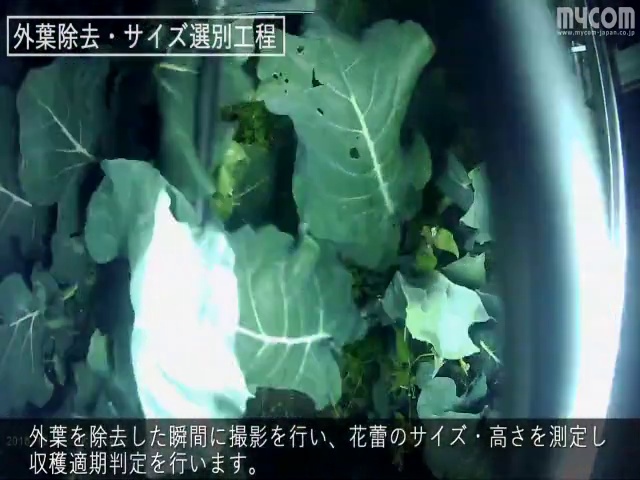 外葉除去・サイズ選別工程
mycom
www.mycom-japan.co.jp
2018
外葉を除去した瞬間に撮影を行い、花蕾のサイズ・高さを測定し
収穫適期判定を行います。